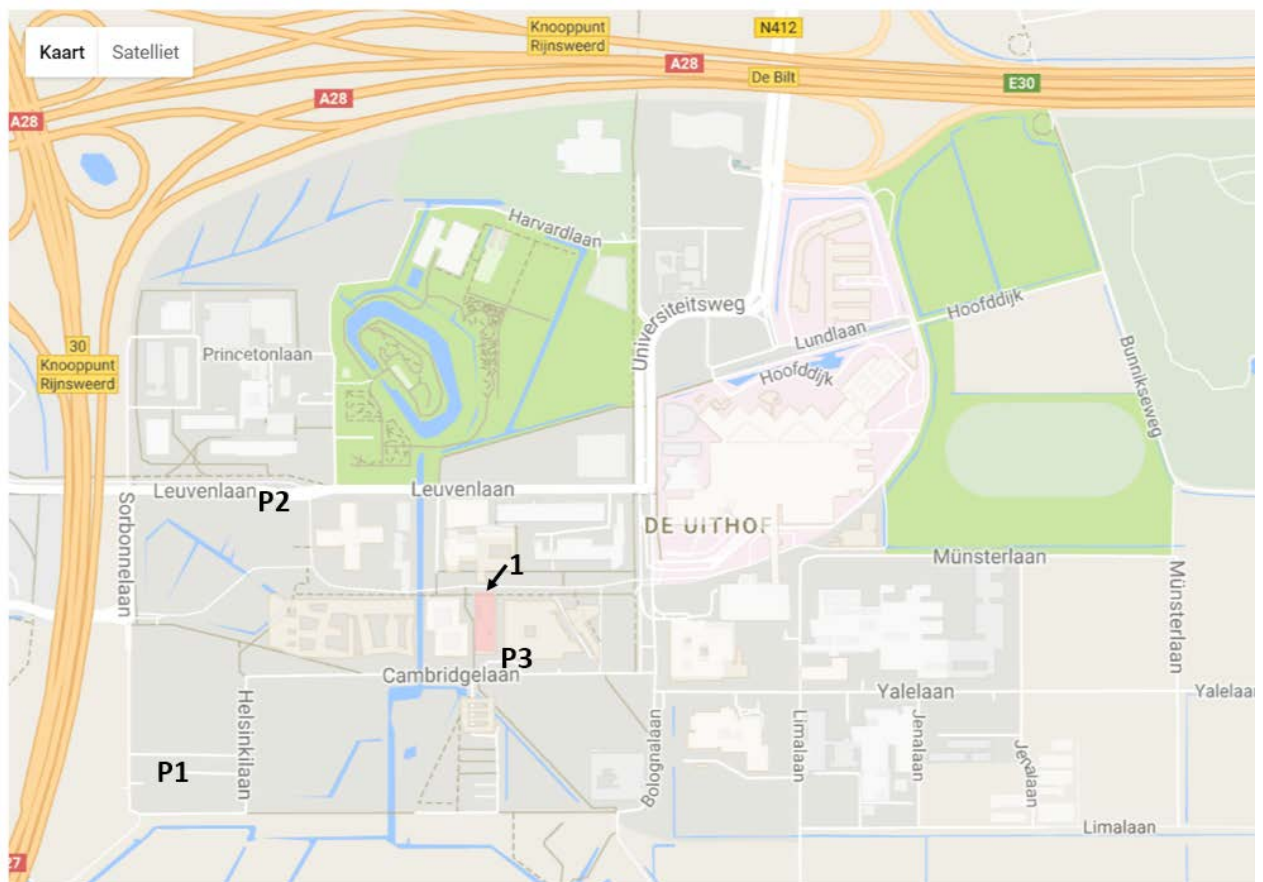 Knooppunt
Rijnsweerd
N412
Kaart Satelliet
A28
De Bilt
E30
A28
A28
Harvardlaan
Universiteitsweg
Hoofddijk
Lundlaan
30
Knooppunt
Rijnsweerd
Princetonlaan
Hoofddijk
Bunnikseweg
Leuvenlaan
P2
Leuvenlaan
Sorbonnelaan
DE UITHOF
1
Münsterlaan
Münsterlaan
P3
Cambridgelaan
Helsinkilaan
Yalelaan
Yalelaa
Bolognalaan
Limalaan
Jenalaan
Jenalaan
P1
Limalaan
27